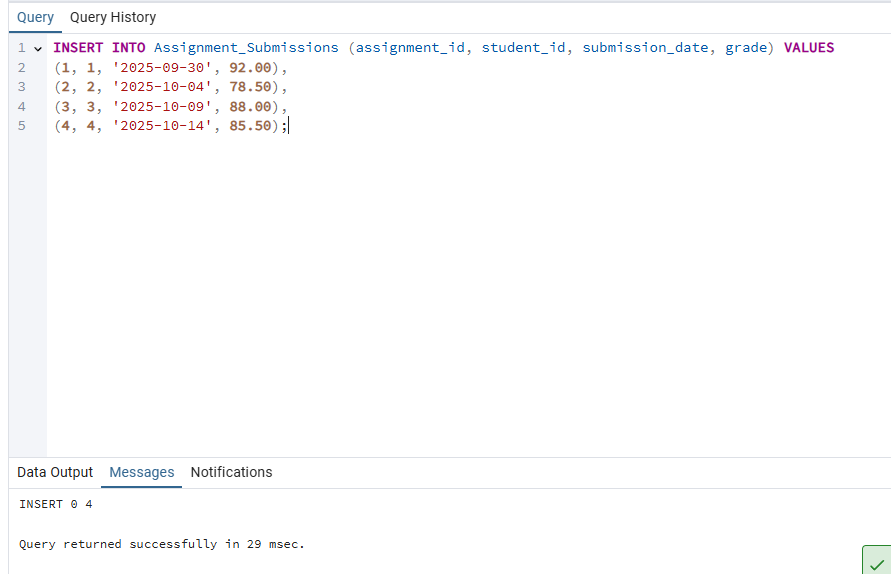 Query Query History
1 INSERT INTO Assignment_Submissions (assignment_id, student_id, submission_date, grade) VALUES
2 (1, 1, '2025-09-30', 92.00),
3 (2, 2, '2025-10-04', 78.50),
4 (3, 3, '2025-10-09', 88.00),
5 (4, 4, '2025-10-14', 85.50);
Data Output Messages Notifications
INSERT 0 4
Query returned successfully in 29 msec.